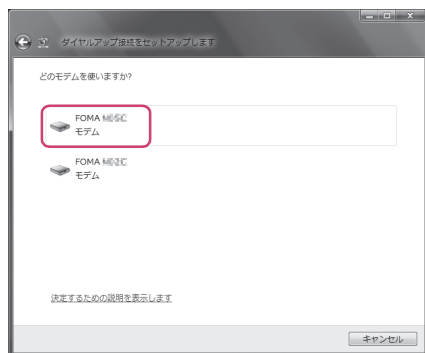 ダイヤルアップ接続をセットアップします
どのモデムを使いますか?
FOMA
モデム
FOMA
モデム
決定するための説明を表示します
キャンセル